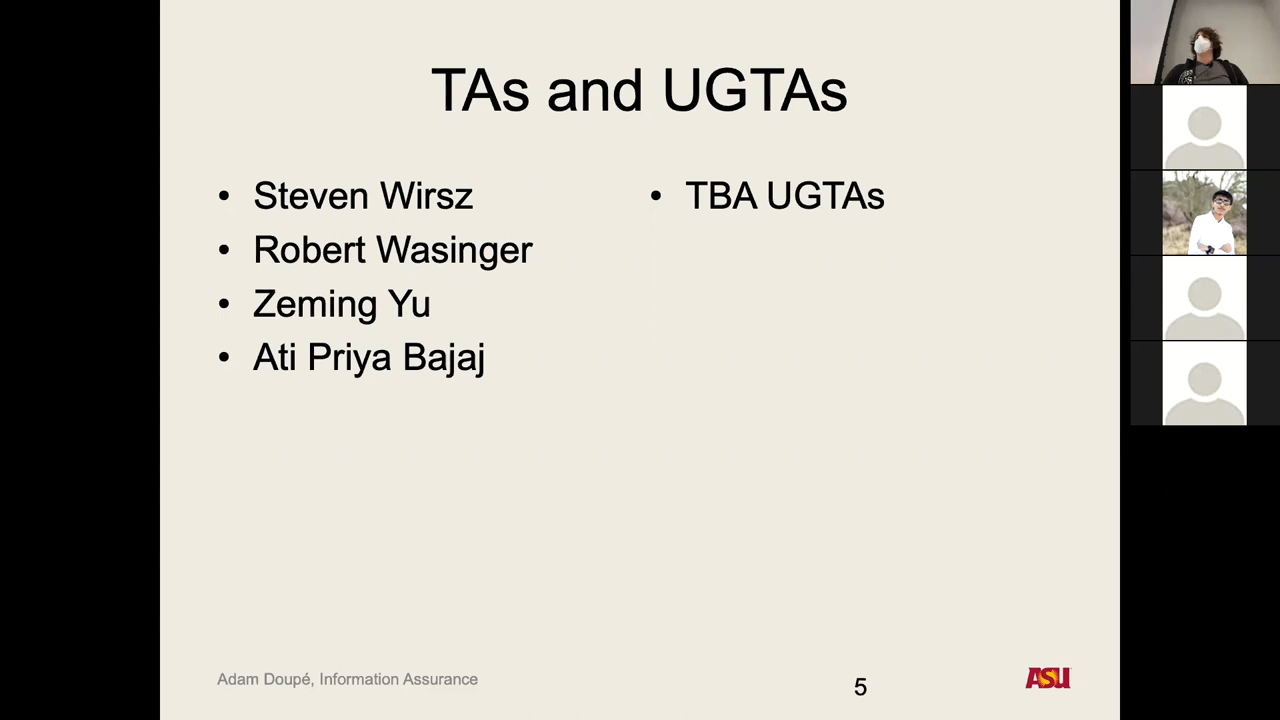 TAs and UGTAs
• Steven Wirsz
• Robert Wasinger
• Zeming Yu
• Ati Priya Bajaj
• TBA UGTAs
Adam Doupé, Information Assurance
5
ASU